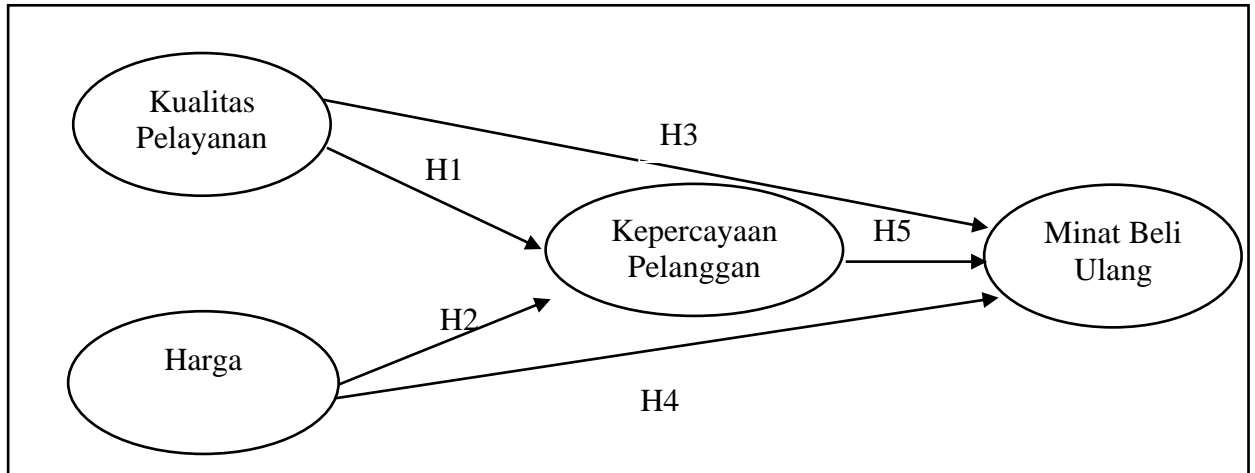 Kualitas
Pelayanan
H3
H1
Kepercayaan
Pelanggan
H5
Minat Beli
Ulang
H2
Harga
H4